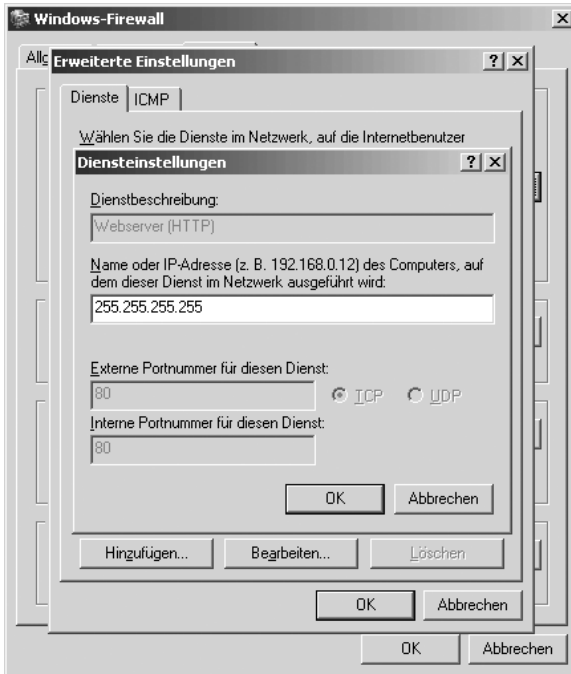 Windows-Firewall
Allg
Erweiterte Einstellungen
Dienste
ICMP
Wählen Sie die Dienste im Netzwerk, auf die Internetbenutzer
Diensteinstellungen
Dienstbeschreibung:
Webserver (HTTP)
Name oder IP-Adresse (z. B. 192.168.0.12) des Computers, auf
dem dieser Dienst im Netzwerk ausgeführt wird:
255.255.255.255
Externe Portnummer für diesen Dienst:
80
TCP
UDP
Interne Portnummer für diesen Dienst:
80
OK
Abbrechen
Hinzufügen...
Bearbeiten...
Löschen
OK
Abbrechen
OK
Abbrechen